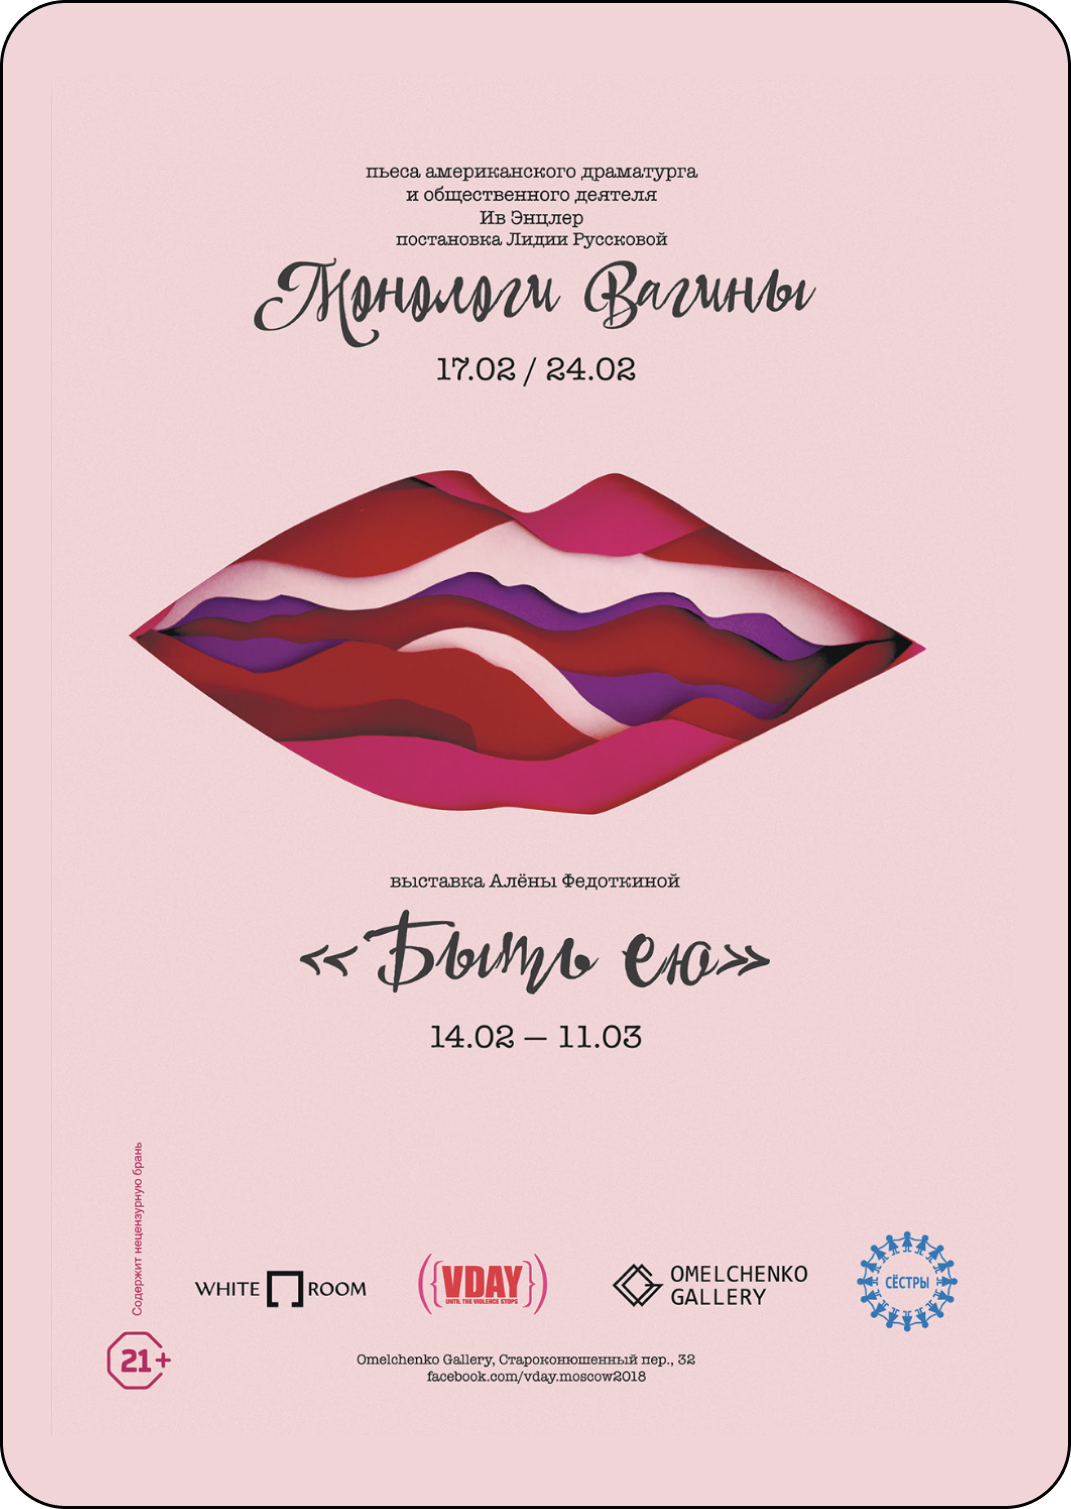 пьеса американского драматурга
и общественного деятеля
Ив Энцлер
постановка Лидии Руссковой
Монологи Вагины
17.02 / 24.02
выставка Алёны Федоткиной
«Быть ею»
14.02 – 11.03
Содержит нецензурную брань
21+
WHITE ROOM
VDAY
UNTIL THE VIOLENCE STOPS
OMELCHENKO
GALLERY
СЁСТРЫ
Omelchenko Gallery, Староконюшенный пер., 32
facebook.com/vday.moscow2018